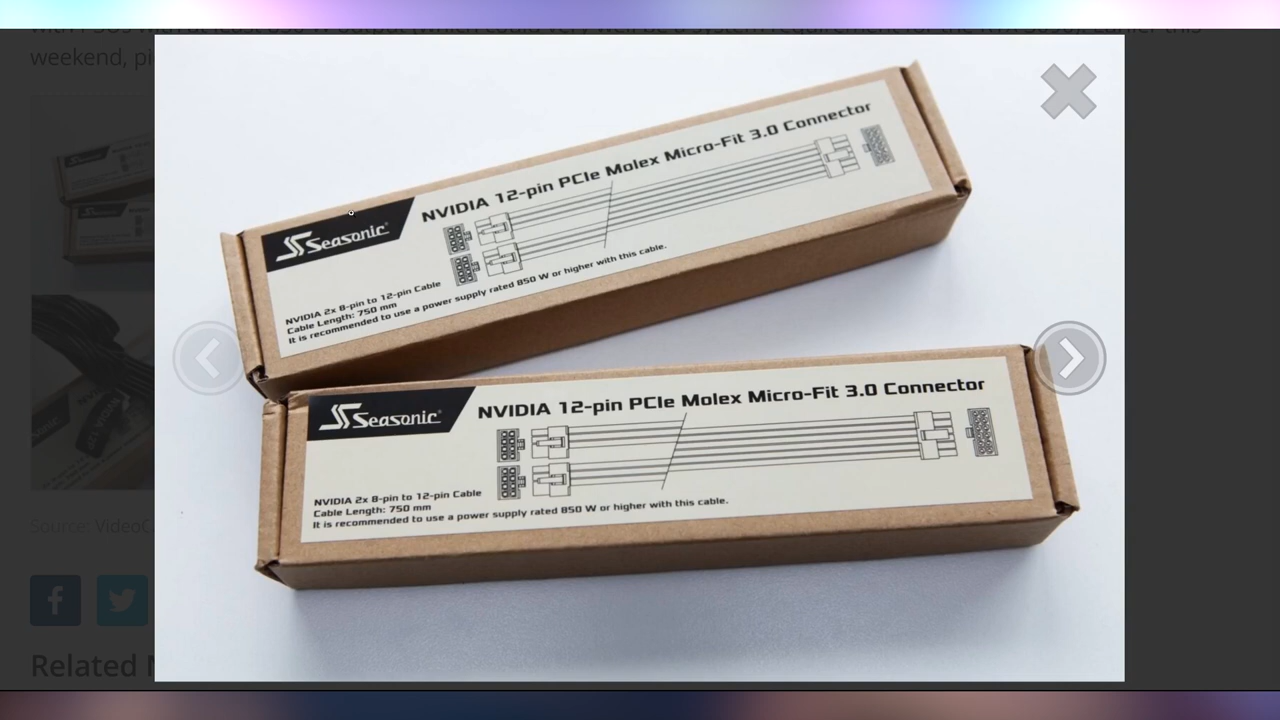 weekend, pi
Seasonic®
NVIDIA 12-pin PCIe Molex Micro-Fit 3.0 Connector
NVIDIA 2x 8-pin to 12-pin Cable
Cable Length: 750 mm
It is recommended to use a power supply rated 850 W or higher with this cable.
Seasonic®
NVIDIA 12-pin PCIe Molex Micro-Fit 3.0 Connector
NVIDIA 2x 8-pin to 12-pin Cable
Cable Length: 750 mm
It is recommended to use a power supply rated 850 W or higher with this cable.
Source: VideoC
Related